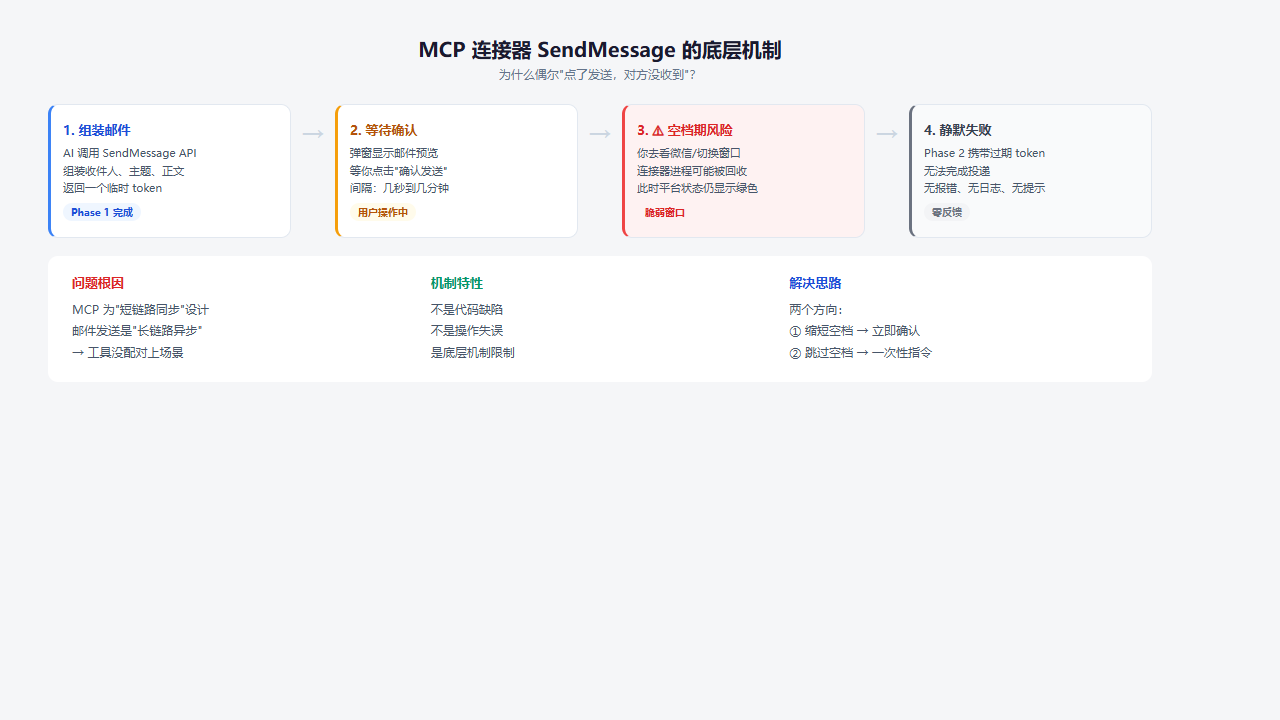 MCP 连接器 SendMessage 的底层机制
为什么偶尔"点了发送，对方没收到"？
1. 组装邮件
AI 调用 SendMessage API
组装收件人、主题、正文
返回一个临时 token
Phase 1 完成
→
2. 等待确认
弹窗显示邮件预览
等你点击"确认发送"
间隔：几秒到几分钟
用户操作中
→
3. ⚠ 空档期风险
你去看微信/切换窗口
连接器进程可能被回收
此时平台状态仍显示绿色
脆弱窗口
→
4. 静默失败
Phase 2 携带过期 token
无法完成投递
无报错、无日志、无提示
零反馈
问题根因
MCP 为"短链路同步"设计
邮件发送是"长链路异步"
→ 工具没配对上场景
机制特性
不是代码缺陷
不是操作失误
是底层机制限制
解决思路
两个方向：
① 缩短空档 → 立即确认
② 跳过空档 → 一次性指令